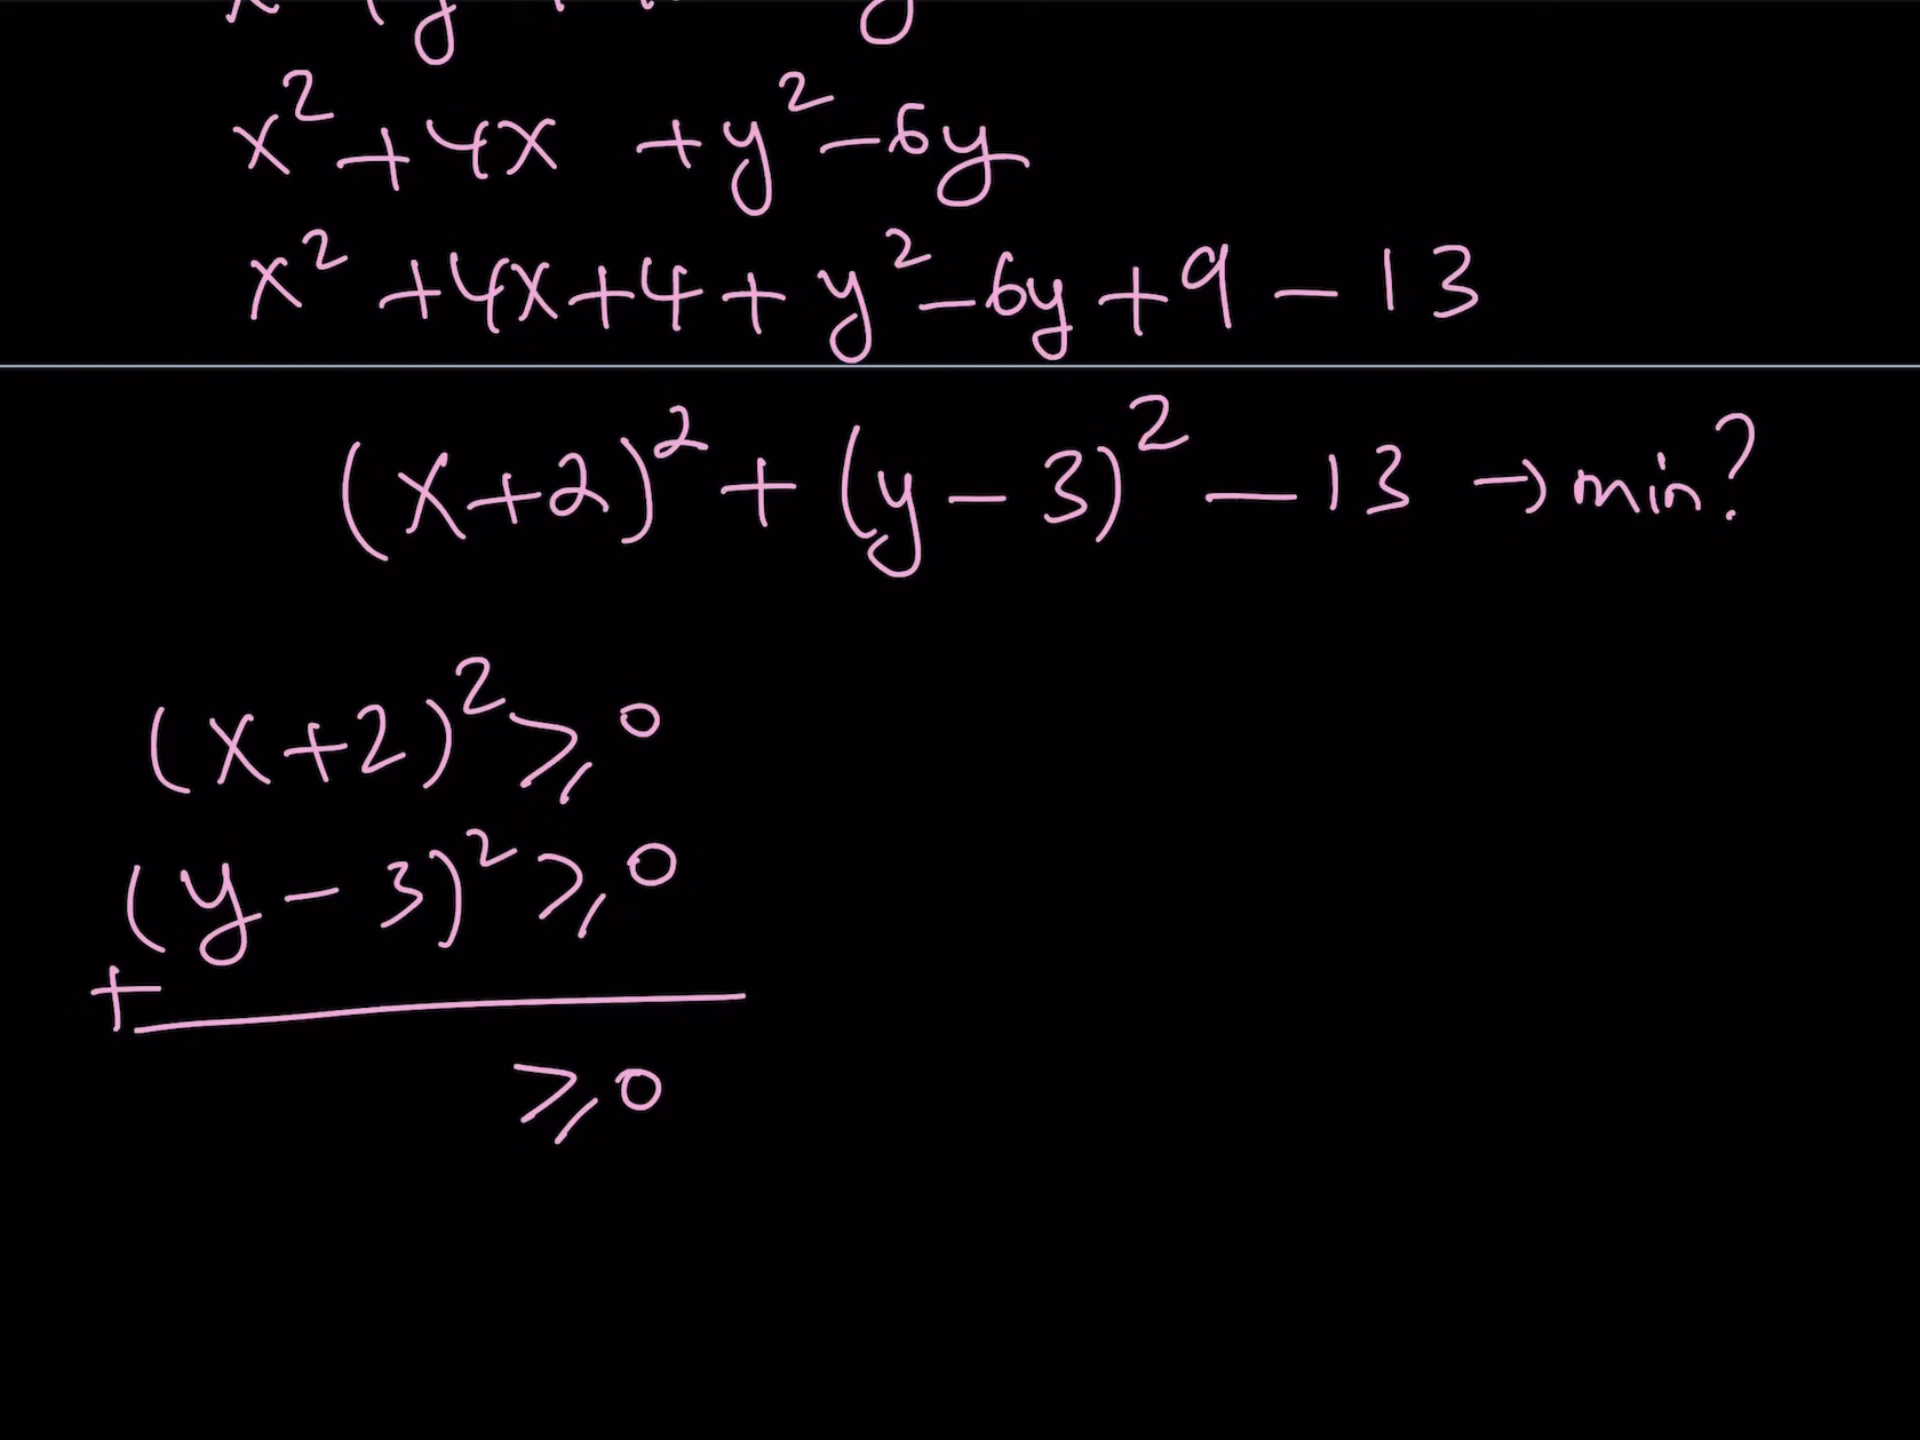 x² + 4x + y² - 6y
x² + 4x + 4 + y² - 6y + 9 - 13
(x+2)² + (y-3)² - 13 → min?
(x+2)² ⩾ 0
(y-3)² ⩾ 0
+
⩾ 0